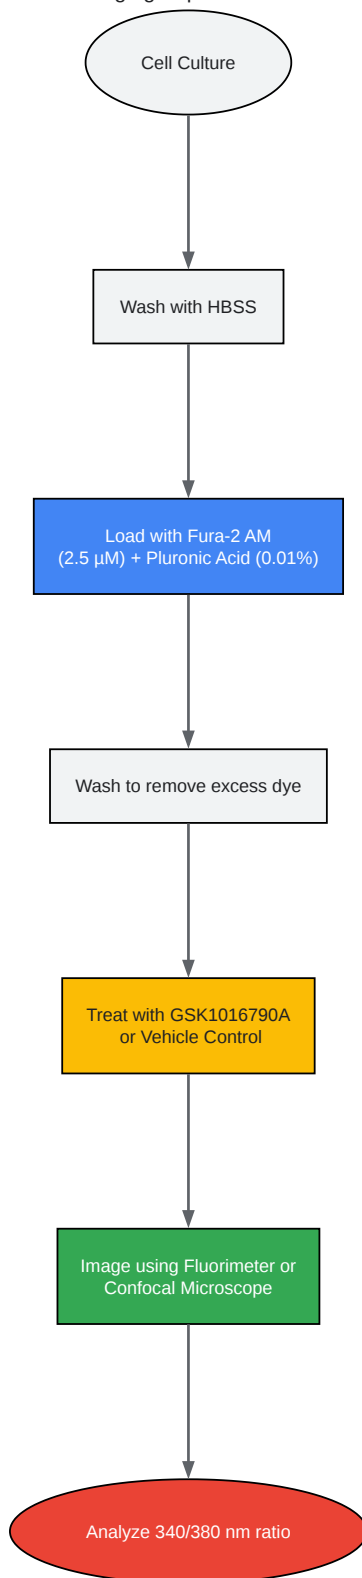 Cell Culture
Wash with HBSS
Load with Fura-2 AM
(2.5 µM) + Pluronic Acid (0.01%)
Wash to remove excess dye
Treat with GSK1016790A
or Vehicle Control
Image using Fluorimeter or
Confocal Microscope
Analyze 340/380 nm ratio